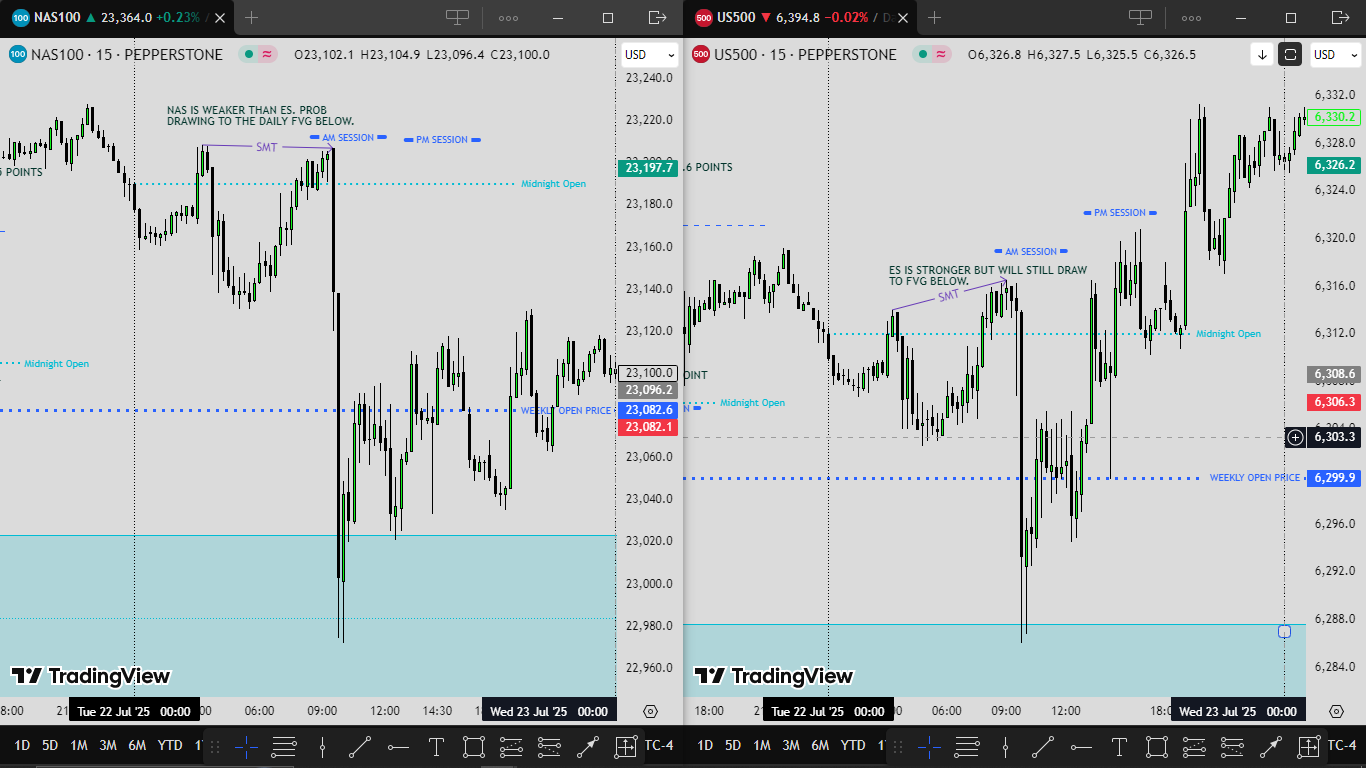 100 NAS100 ▲ 23,364.0 +0.23% /
500 US500 ▼ 6,394.8 −0.02% / D
100 NAS100 · 15 · PEPPERSTONE
O23,102.1 H23,104.9 L23,096.4 C23,100.0
USD
23,240.0
23,220.0
23,200.0
23,197.7
23,180.0
23,160.0
23,140.0
23,120.0
23,100.0
23,096.2
23,082.6
23,082.1
23,060.0
23,040.0
23,020.0
23,000.0
22,980.0
22,960.0
NAS IS WEAKER THAN ES. PROB
DRAWING TO THE DAILY FVG BELOW.
AM SESSION
PM SESSION
SMT
POINTS
Midnight Open
Midnight Open
WEEKLY OPEN PRICE
TradingView
8:00
21
Tue 22 Jul '25 00:00
:00
06:00
09:00
12:00
14:30
16
Wed 23 Jul '25 00:00
1D 5D 1M 3M 6M YTD 1
T
TC-4
500 US500 · 15 · PEPPERSTONE
O6,326.8 H6,327.5 L6,325.5 C6,326.5
USD
6,332.0
6,330.2
6,328.0
6,326.2
6,324.0
6,320.0
6,316.0
6,312.0
6,308.6
6,306.3
6,303.3
6,299.9
6,296.0
6,292.0
6,288.0
6,284.0
.6 POINTS
PM SESSION
AM SESSION
ES IS STRONGER BUT WILL STILL DRAW
TO FVG BELOW.
SMT
Midnight Open
OINT
Midnight Open
N
WEEKLY OPEN PRICE
TradingView
18:00
21
Tue 22 Jul '25 00:00
00
06:00
09:00
12:00
18:0
Wed 23 Jul '25 00:00
1D 5D 1M 3M 6M YTD 1
T
TC-4